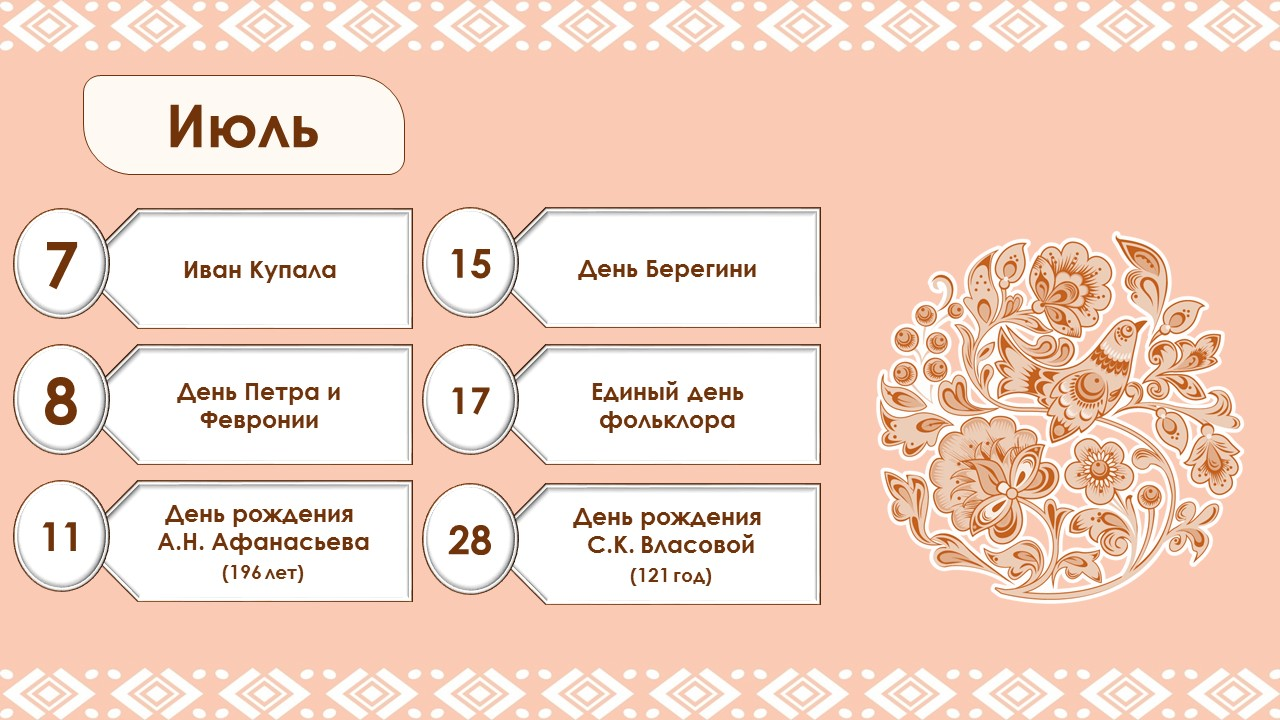 Июль
7
Иван Купала
8
День Петра и
Февронии
11
День рождения
А.Н. Афанасьева
(196 лет)
15
День Берегини
17
Единый день
фольклора
28
День рождения
С.К. Власовой
(121 год)